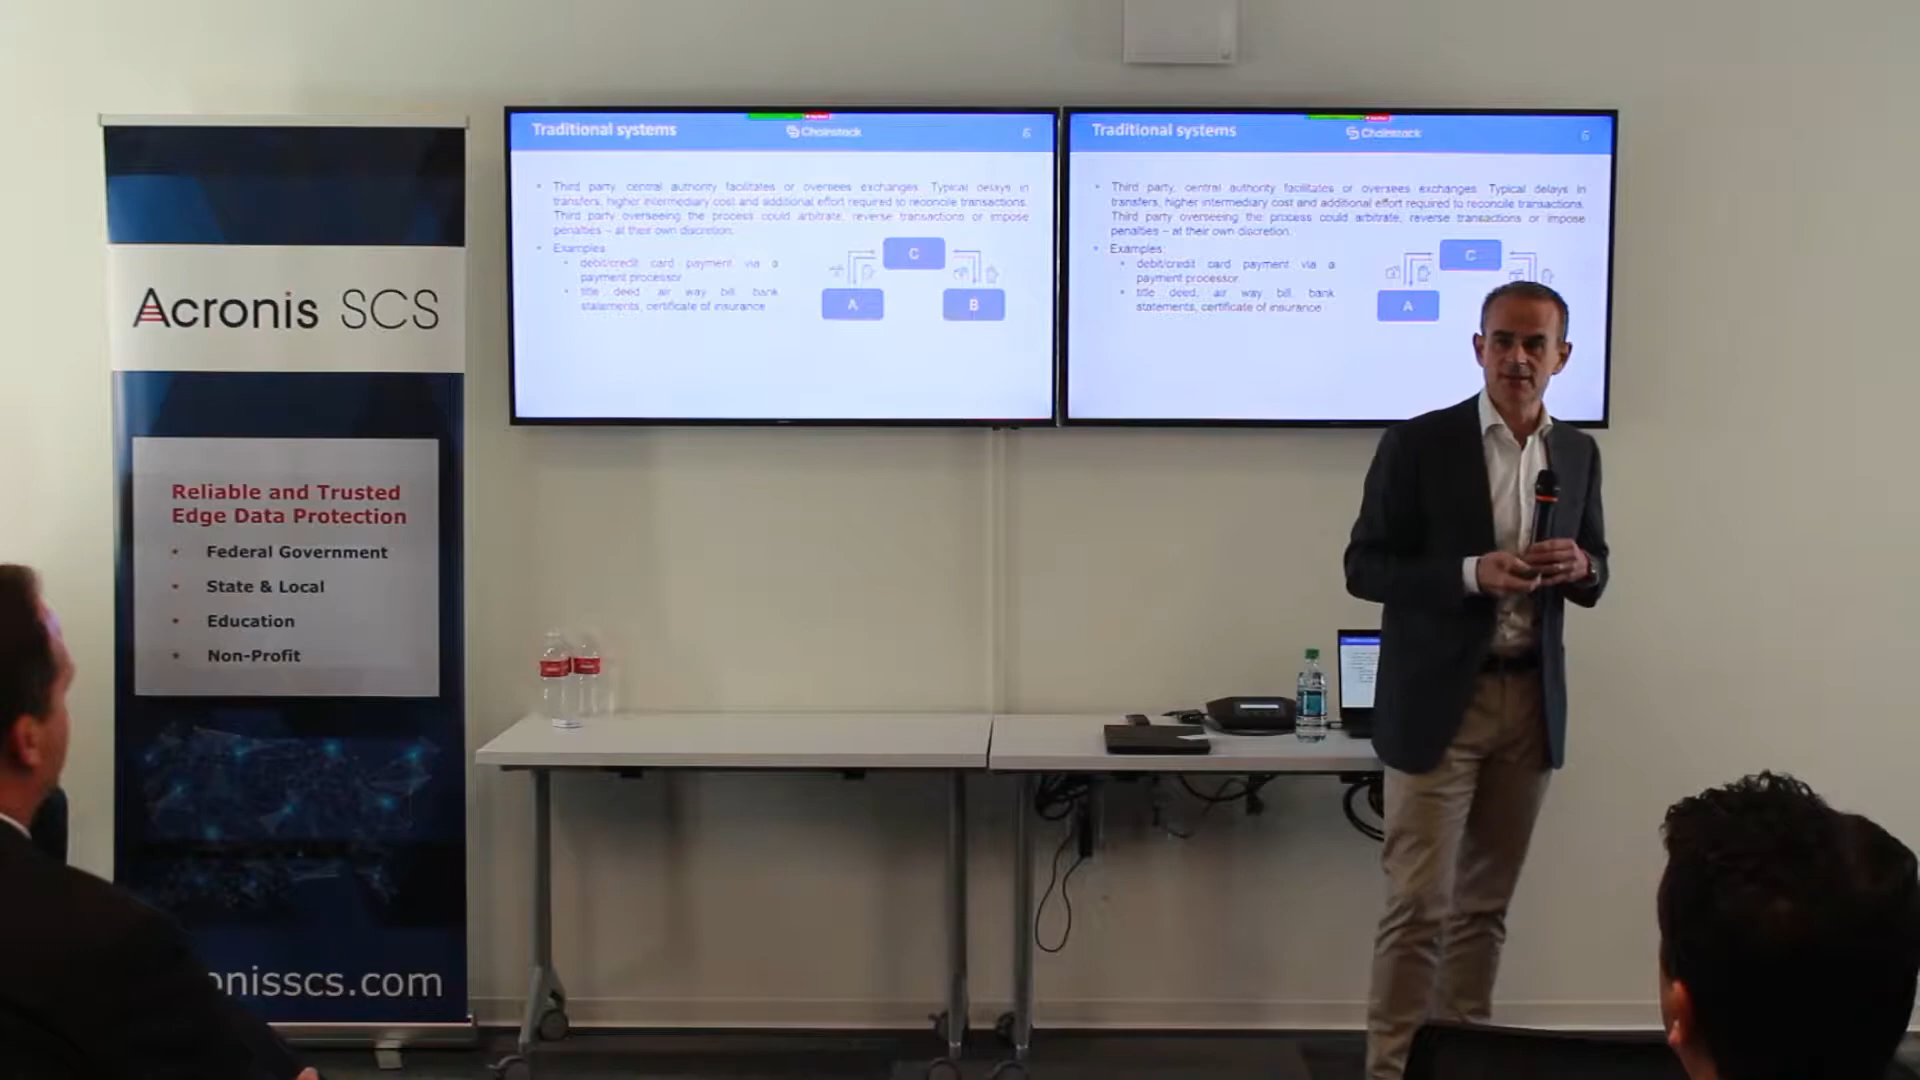 Acronis SCS
Reliable and Trusted
Edge Data Protection
• Federal Government
• State & Local
• Education
• Non-Profit
onisscs.com
Traditional systems
Chainstack
6
• Third party, central authority facilitates or oversees exchanges. Typical delays in
transfers, higher intermediary cost and additional effort required to reconcile transactions.
Third party overseeing the process could arbitrate, reverse transactions or impose
penalties – at their own discretion.
• Examples:
• debit/credit card payment via a
payment processor
• title deed, air way bill, bank
statements, certificate of insurance
C
A
B
Traditional systems
Chainstack
6
• Third party, central authority facilitates or oversees exchanges. Typical delays in
transfers, higher intermediary cost and additional effort required to reconcile transactions.
Third party overseeing the process could arbitrate, reverse transactions or impose
penalties – at their own discretion.
• Examples:
• debit/credit card payment via a
payment processor
• title deed, air way bill, bank
statements, certificate of insurance
C
A